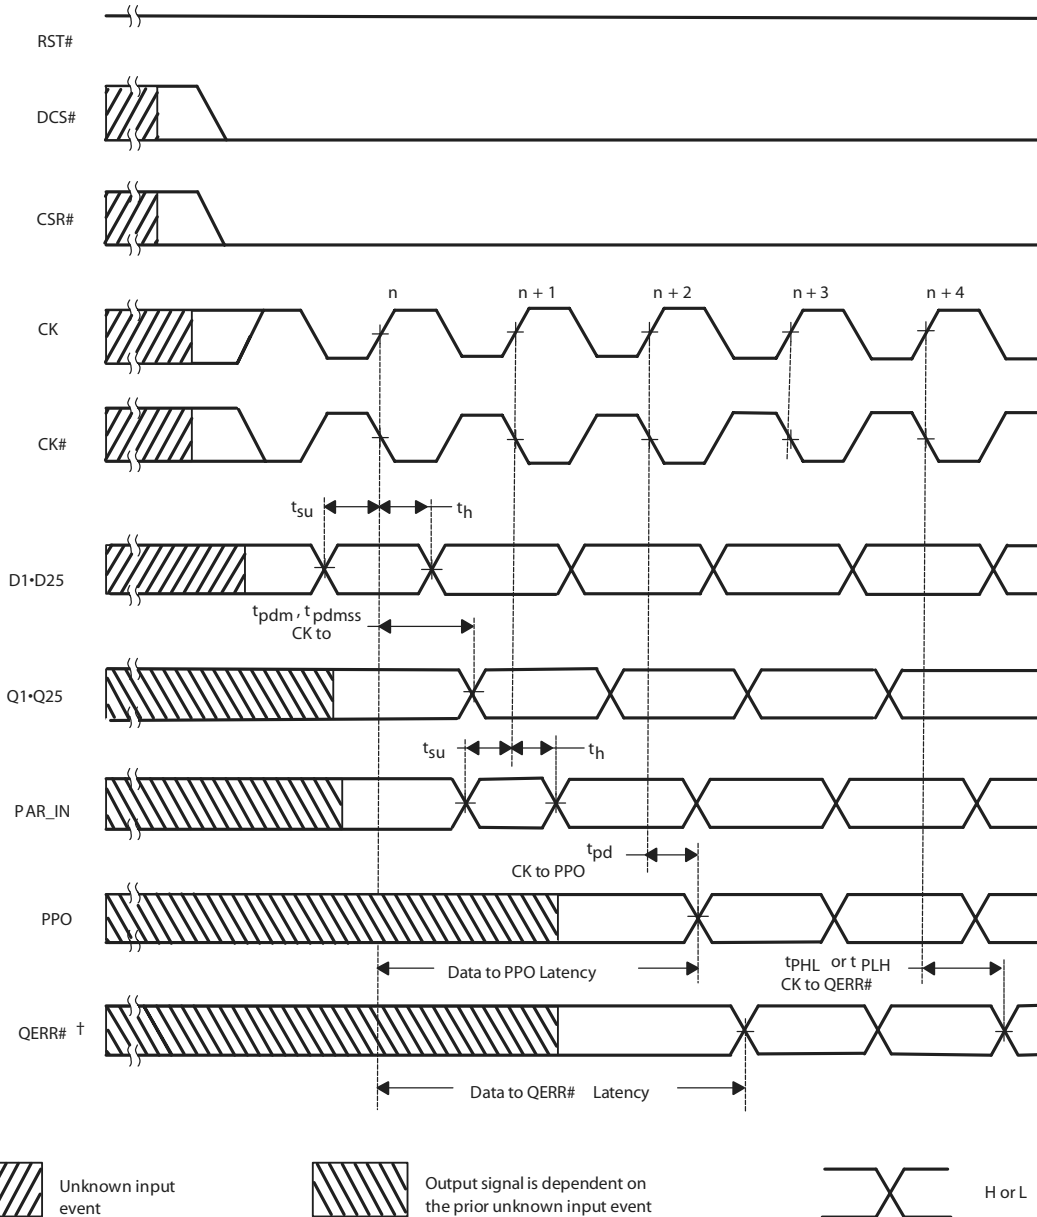 RST#
DCS#
CSR#
n
n + 1
n + 2
n + 3
n + 4
CK
CK#
tsu
th
D1•D25
tpdm , t pdmss
CK to
Q1•Q25
tsu
th
PAR_IN
tpd
CK to PPO
PPO
Data to PPO Latency
tPHL or t PLH
CK to QERR#
QERR# †
Data to QERR# Latency
Unknown input
event
Output signal is dependent on
the prior unknown input event
H or L